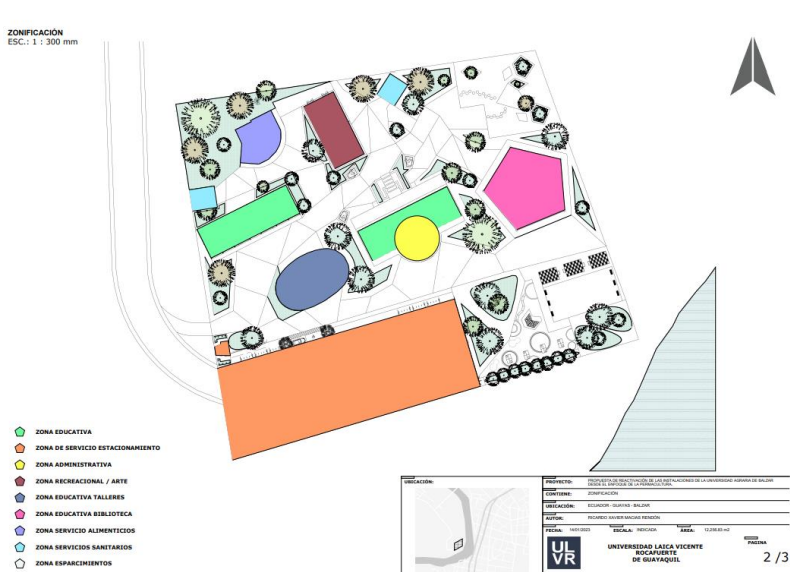 ZONIFICACIÓN
ESC.: 1 : 300 mm
ZONA EDUCATIVA
ZONA DE SERVICIO ESTACIONAMIENTO
ZONA ADMINISTRATIVA
ZONA RECREACIONAL / ARTE
ZONA EDUCATIVA TALLERES
ZONA EDUCATIVA BIBLIOTECA
ZONA SERVICIO ALIMENTICIOS
ZONA SERVICIOS SANITARIOS
ZONA ESPARCIMIENTOS
UBICACIÓN:
PROYECTO: PROPUESTA DE REACTIVACIÓN DE LAS INSTALACIONES DE LA UNIVERSIDAD AGRARIA DE BALZAR
DESDE EL ENFOQUE DE LA PERMACULTURA.
CONTIENE: ZONIFICACIÓN
UBICACIÓN: ECUADOR - GUAYAS - BALZAR
AUTOR: RICARDO XAVIER MACIAS RENDÓN
FECHA: ESCALA: INDICADA AREA:
UL
VR
UNIVERSIDAD LAICA VICENTE
ROCAFUERTE
DE GUAYAQUIL
PAGINA
2 /3